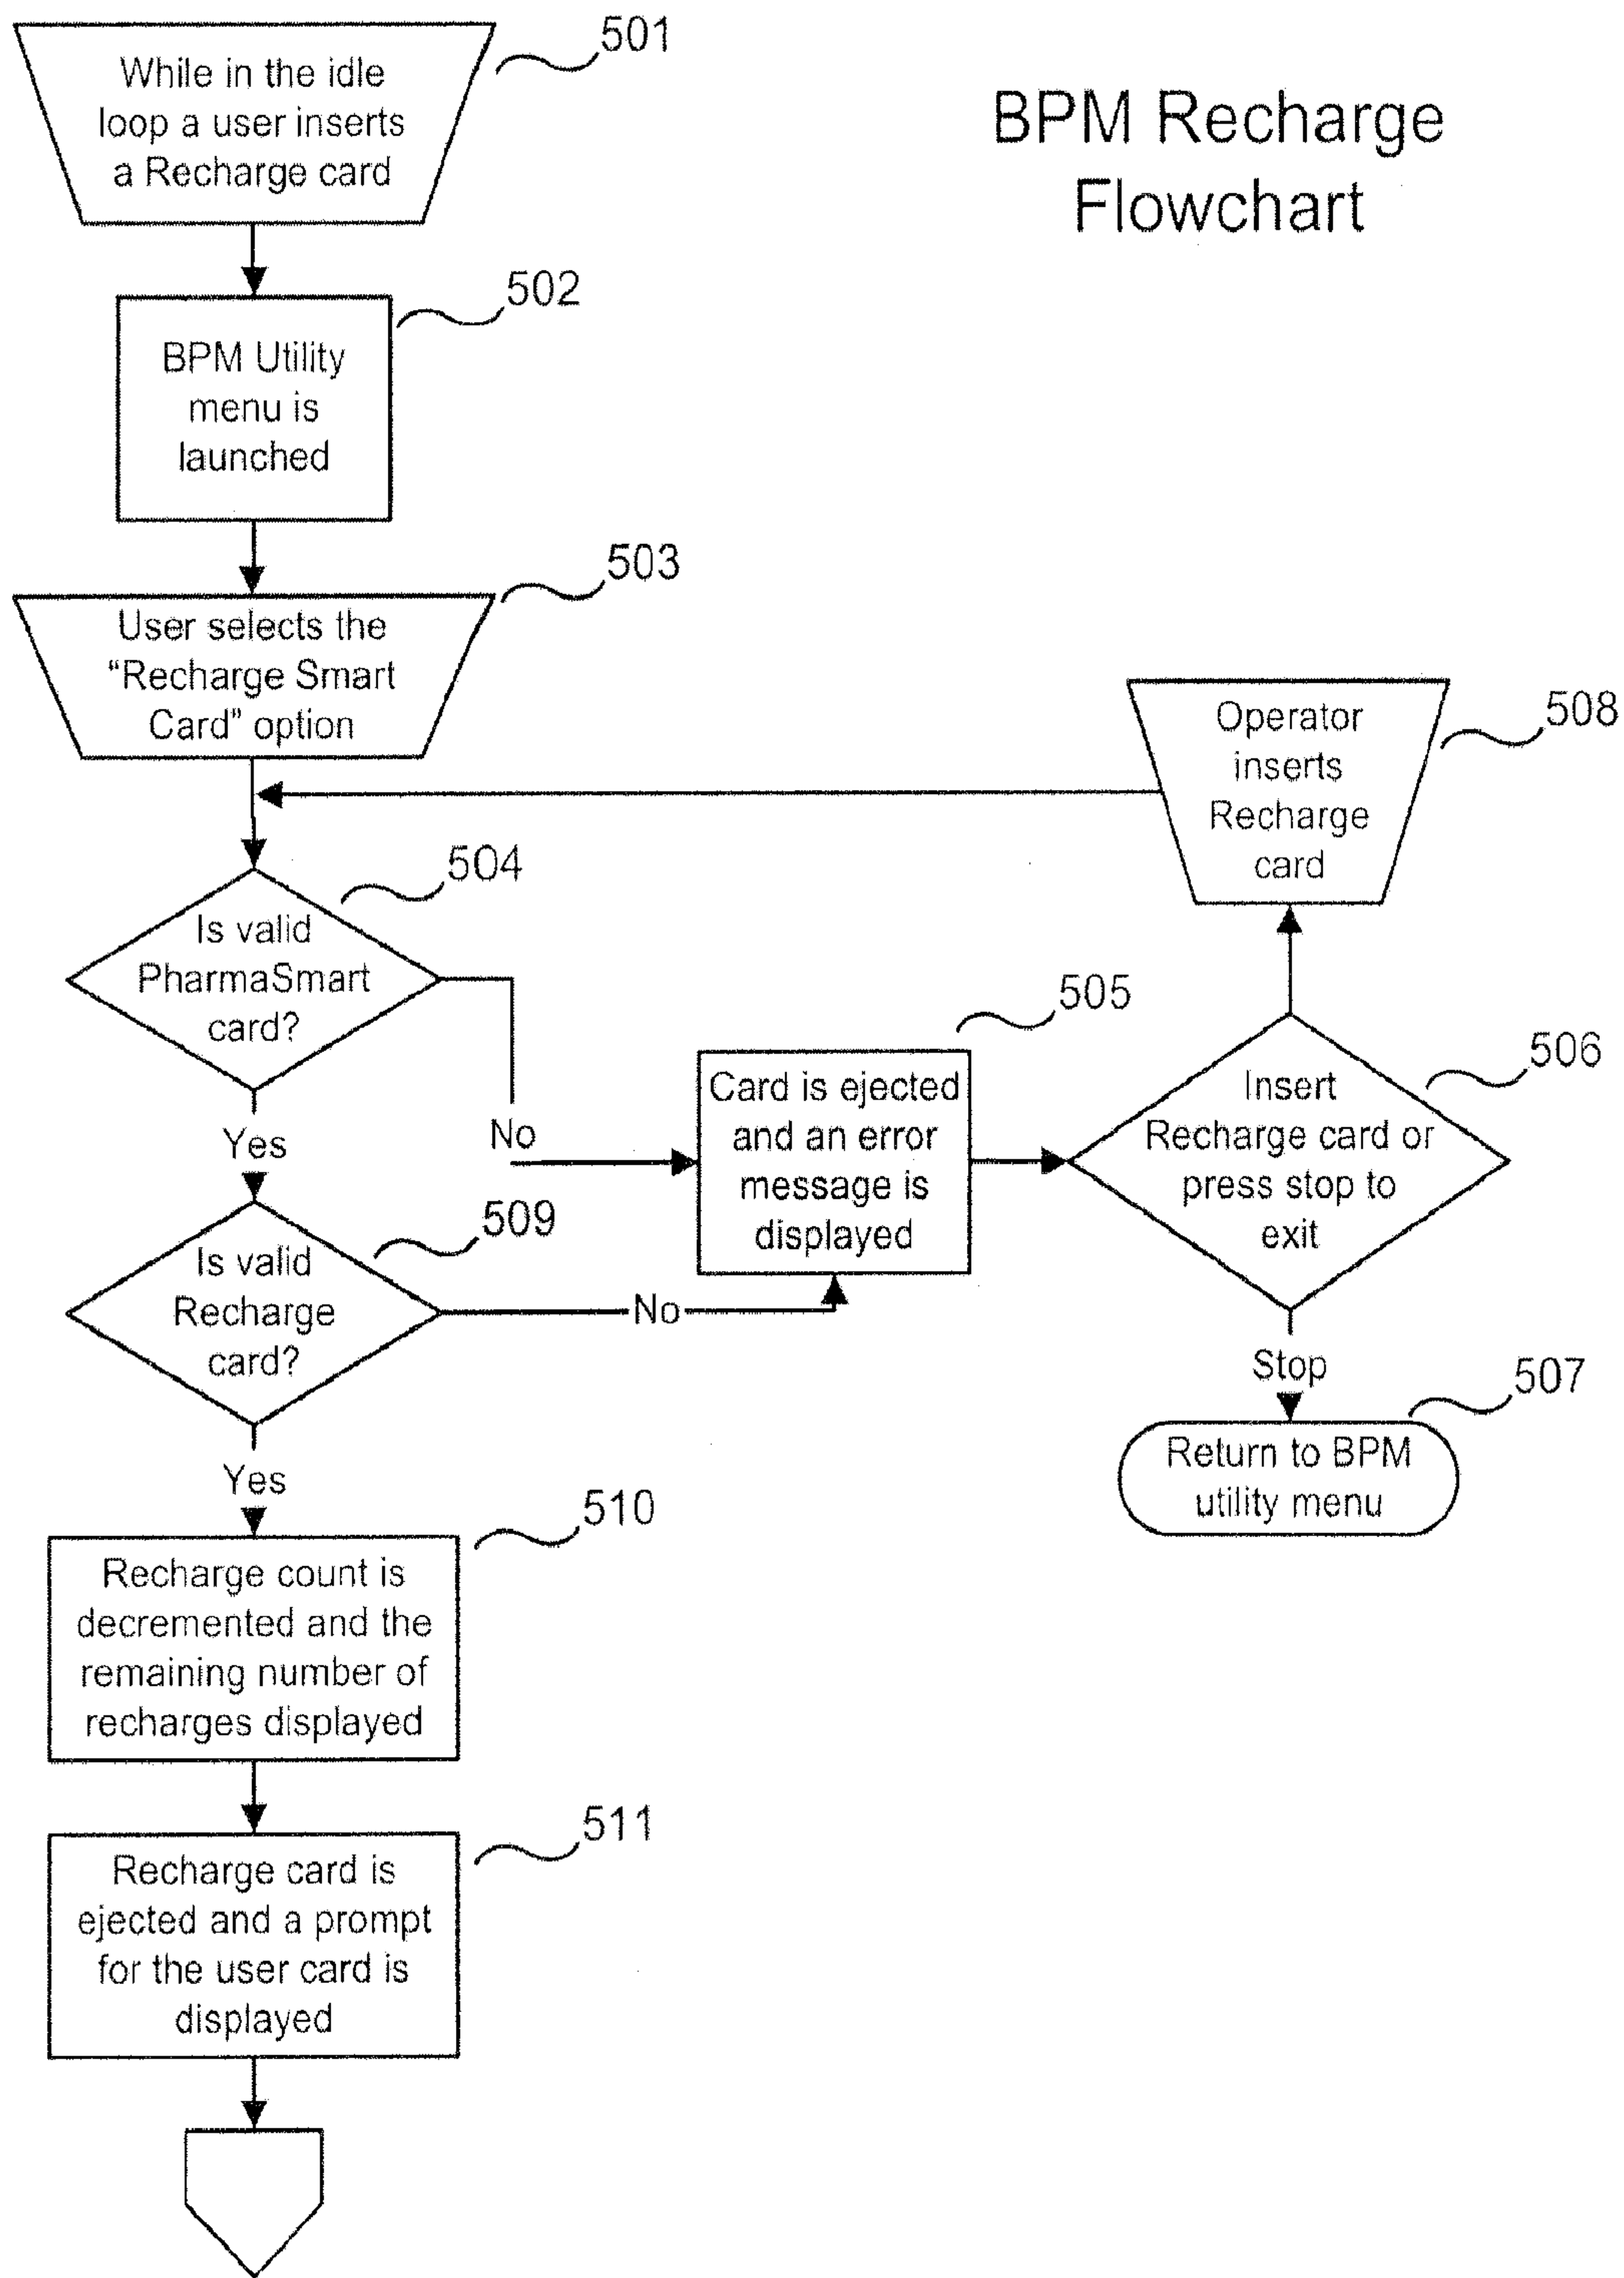 BPM Recharge
Flowchart
501
While in the idle
loop a user inserts
a Recharge card
502
BPM Utility
menu is
launched
503
User selects the
“Recharge Smart
Card” option
508
Operator
inserts
Recharge
card
504
Is valid
PharmaSmart
card?
Yes
No
505
Card is ejected
and an error
message is
displayed
506
Insert
Recharge card or
press stop to
exit
Stop
507
Return to BPM
utility menu
509
Is valid
Recharge
card?
No
Yes
510
Recharge count is
decremented and the
remaining number of
recharges displayed
511
Recharge card is
ejected and a prompt
for the user card is
displayed